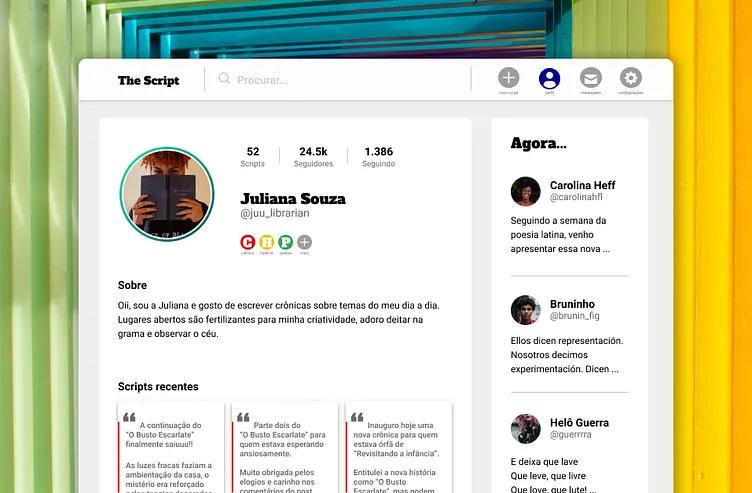 The Script
Procurar...
novo script
perfil
mensagens
configurações
52
Scripts
24.5k
Seguidores
1.386
Seguindo
Juliana Souza
@juu_librarian
C
H
P
crônica
história
poesia
mais
Sobre
Oii, sou a Juliana e gosto de escrever crônicas sobre temas do meu dia a dia.
Lugares abertos são fertilizantes para minha criatividade, adoro deitar na
grama e observar o céu.
Scripts recentes
A continuação do
"O Busto Escarlate"
finalmente saiuuu!!
As luzes fracas faziam a
ambientação da casa, o
mistério era reforçado
Parte dois do
"O Busto Escarlate" para
quem estava esperando
ansiosamente.
Muito obrigada pelos
elogios e carinho nos
comentários do post
Inauguro hoje uma
nova crônica para quem
estava órfã de
"Revisitando a infância".
Entitulei a nova história
como "O Busto
Escarlate", mas podem
Agora...
Carolina Heff
@carolinahfl
Seguindo a semana da
poesia latina, venho
apresentar essa nova ...
Bruninho
@brunin_fig
Ellos dicen representación.
Nosotros decimos
experimentación. Dicen ...
Helô Guerra
@guerrrra
E deixa que lave
Que leve, que livre
Que love, que lute! ...